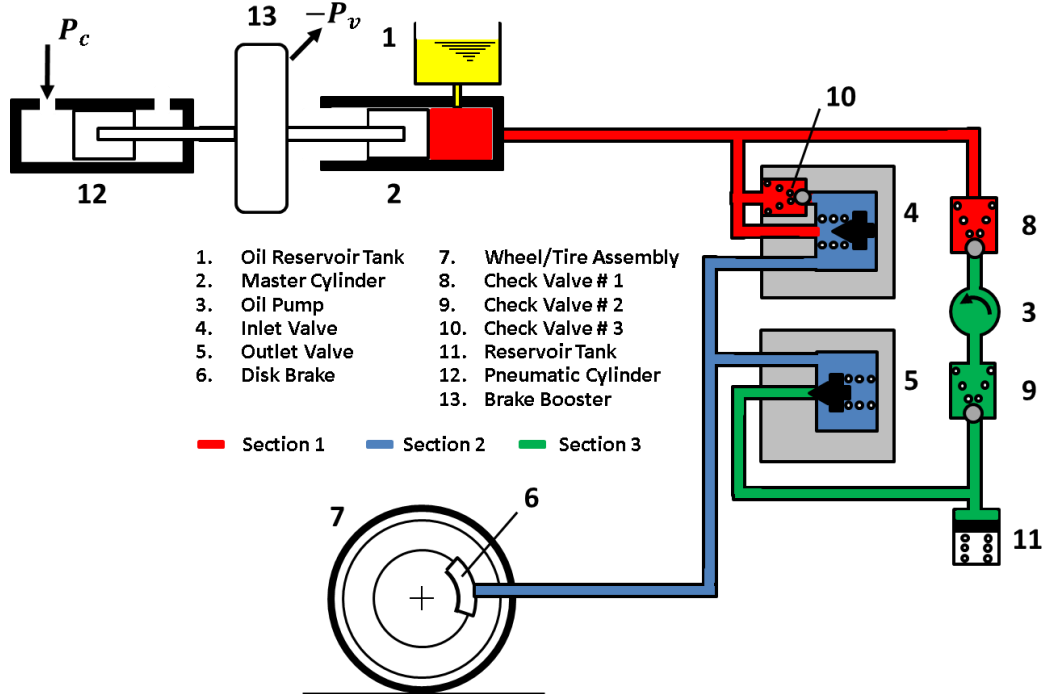 13
−Pv
Pc
1
10
12
2
4
8
1. Oil Reservoir Tank
2. Master Cylinder
3. Oil Pump
4. Inlet Valve
5. Outlet Valve
6. Disk Brake
7. Wheel/Tire Assembly
8. Check Valve # 1
9. Check Valve # 2
10. Check Valve # 3
11. Reservoir Tank
12. Pneumatic Cylinder
13. Brake Booster
3
5
9
Section 1
Section 2
Section 3
7
6
11